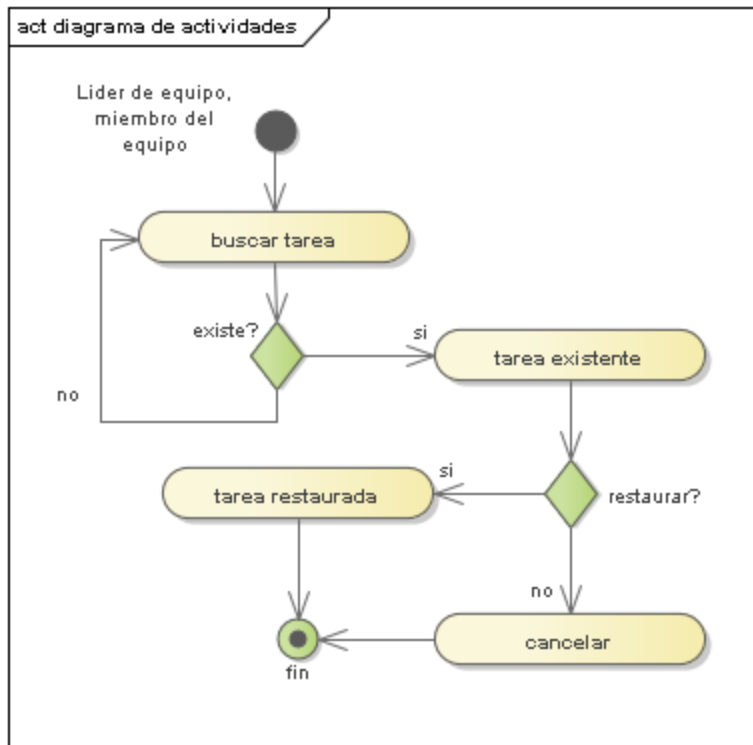 act diagrama de actividades
Lider de equipo,
miembro del
equipo
buscar tarea
existe?
si
tarea existente
no
si
tarea restaurada
restaurar?
no
cancelar
fin